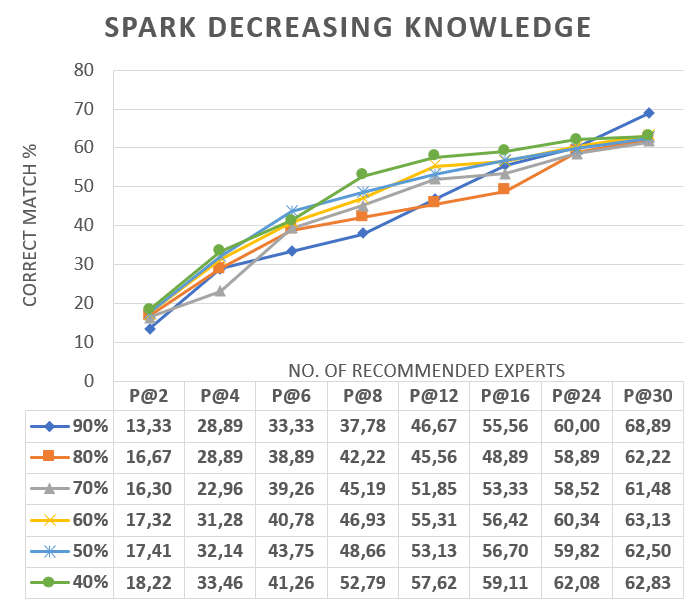 SPARK DECREASING KNOWLEDGE
CORRECT MATCH %
80
70
60
50
40
30
20
10
0
NO. OF RECOMMENDED EXPERTS
P@2 P@4 P@6 P@8 P@12 P@16 P@24 P@30
90% 13,33 28,89 33,33 37,78 46,67 55,56 60,00 68,89
80% 16,67 28,89 38,89 42,22 45,56 48,89 58,89 62,22
70% 16,30 22,96 39,26 45,19 51,85 53,33 58,52 61,48
60% 17,32 31,28 40,78 46,93 55,31 56,42 60,34 63,13
50% 17,41 32,14 43,75 48,66 53,13 56,70 59,82 62,50
40% 18,22 33,46 41,26 52,79 57,62 59,11 62,08 62,83